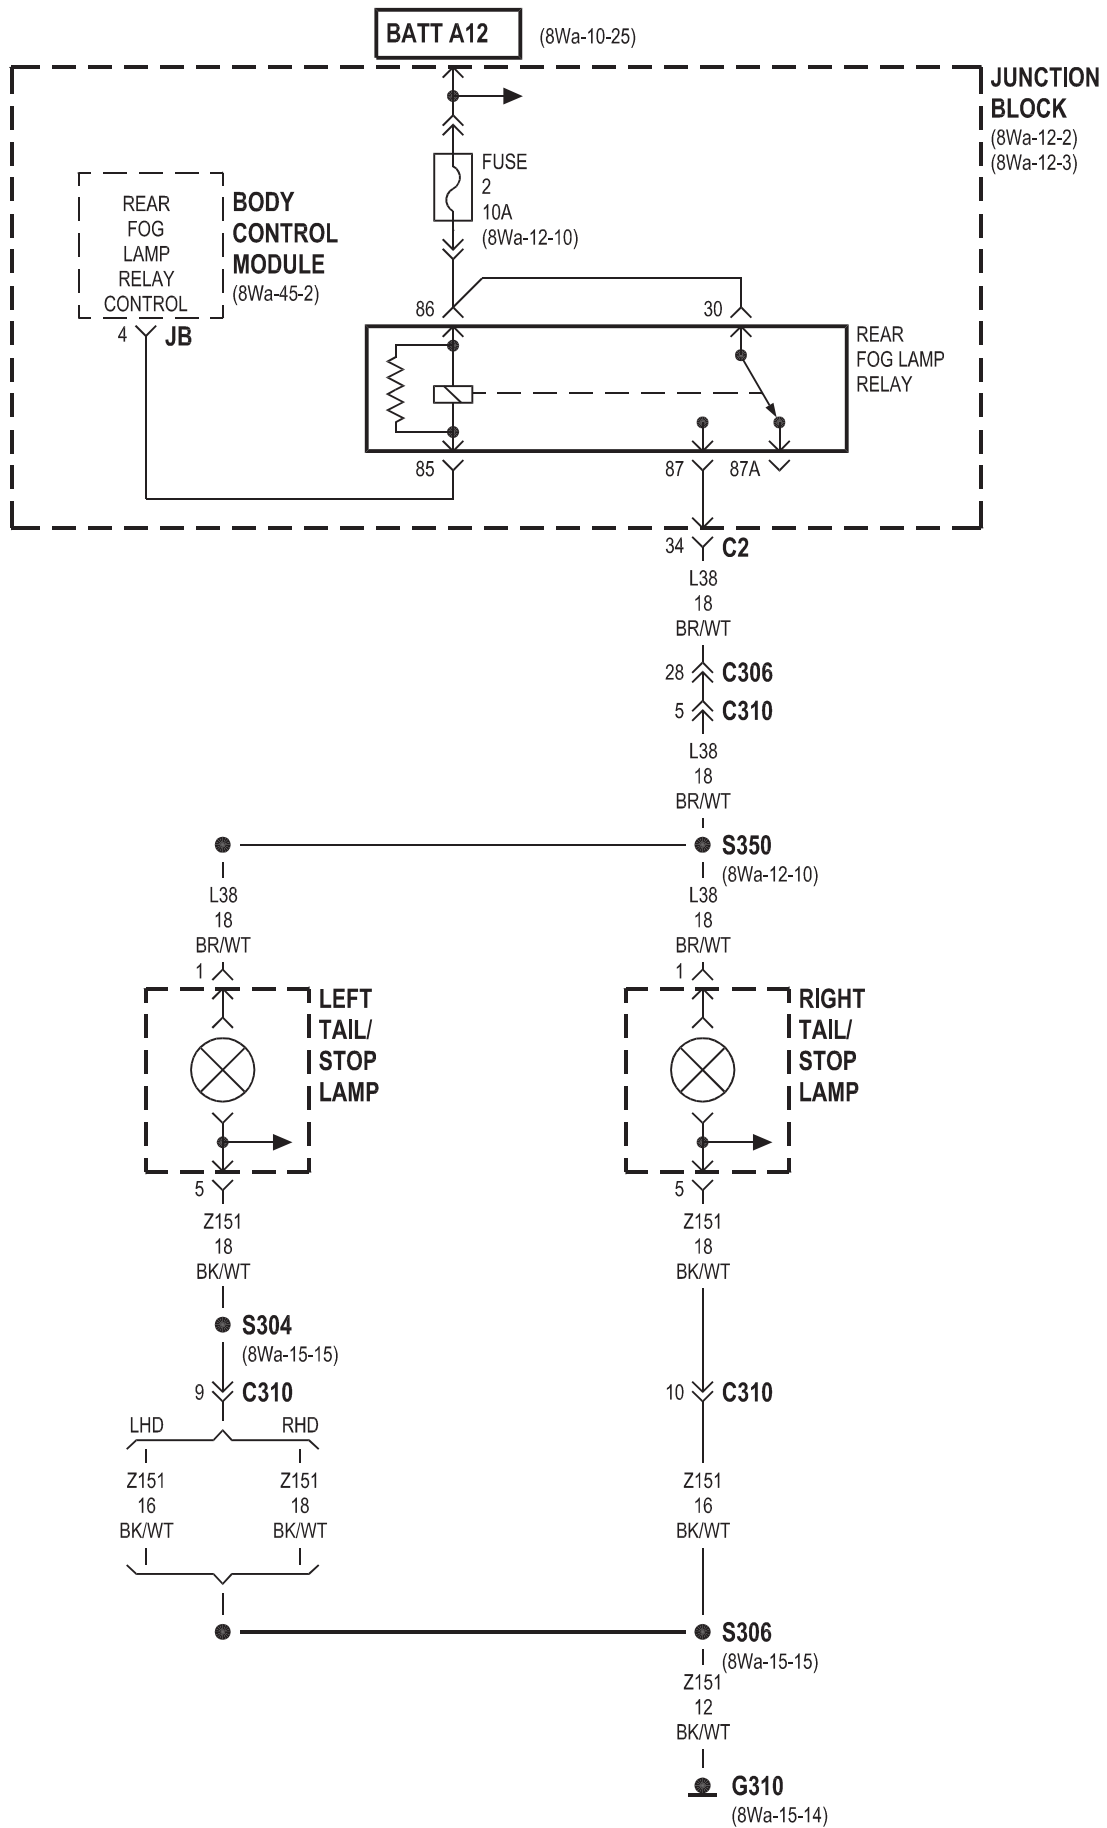 BATT A12
(8Wa-10-25)
JUNCTION
BLOCK
(8Wa-12-2)
(8Wa-12-3)
FUSE
2
10A
(8Wa-12-10)
REAR
FOG
LAMP
RELAY
CONTROL
BODY
CONTROL
MODULE
(8Wa-45-2)
4
JB
86
30
REAR
FOG LAMP
RELAY
85
87
87A
34
C2
L38
18
BR/WT
28
C306
5
C310
L38
18
BR/WT
S350
(8Wa-12-10)
L38
18
BR/WT
1
L38
18
BR/WT
1
LEFT
TAIL/
STOP
LAMP
RIGHT
TAIL/
STOP
LAMP
5
Z151
18
BK/WT
5
Z151
18
BK/WT
S304
(8Wa-15-15)
9
C310
10
C310
LHD
RHD
Z151
16
BK/WT
Z151
18
BK/WT
Z151
16
BK/WT
S306
(8Wa-15-15)
Z151
12
BK/WT
G310
(8Wa-15-14)